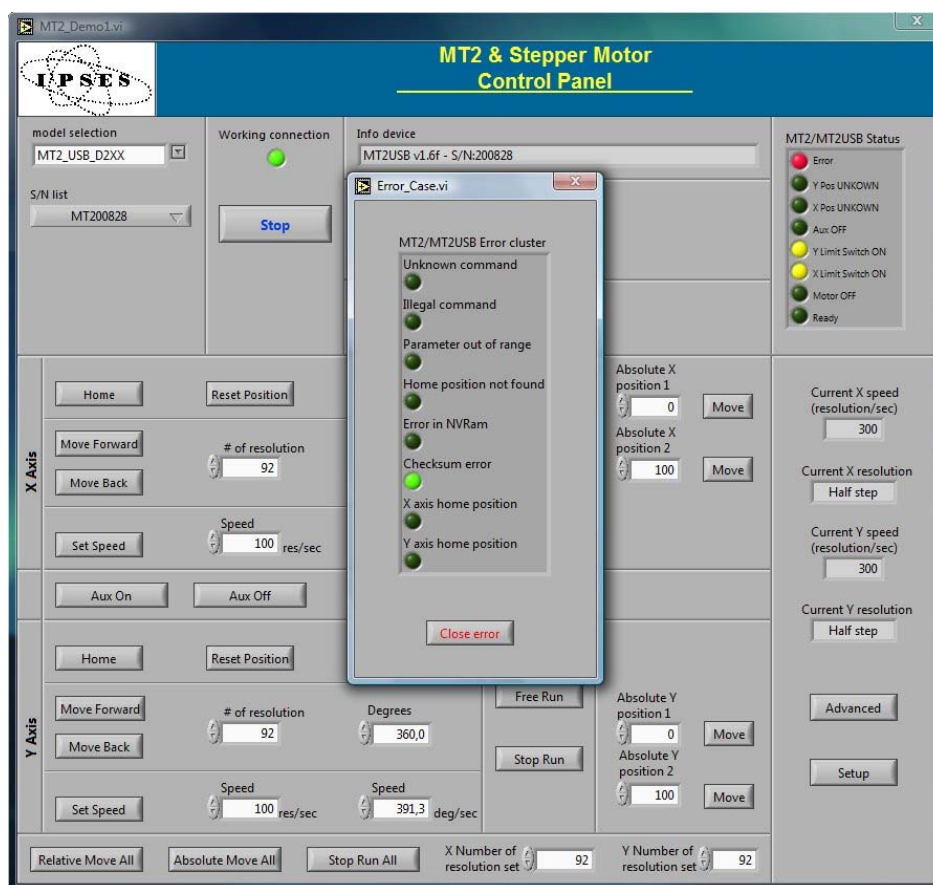 MT2_Demo1.vi
IPSES
MT2 & Stepper Motor
Control Panel
model selection
MT2_USB_D2XX
S/N list
MT200828
Working connection
Stop
Info device
MT2USB v1.6f - S/N:200828
MT2/MT2USB Status
Error
Y Pos UNKOWN
X Pos UNKOWN
Aux OFF
Y Limit Switch ON
X Limit Switch ON
Motor OFF
Ready
Error_Case.vi
MT2/MT2USB Error cluster
Unknown command
Illegal command
Parameter out of range
Home position not found
Error in NVRam
Checksum error
X axis home position
Y axis home position
Close error
X Axis
Home
Reset Position
Move Forward
Move Back
# of resolution
92
Set Speed
Speed
100 res/sec
Absolute X
position 1
0 Move
Absolute X
position 2
100 Move
Aux On
Aux Off
Y Axis
Home
Reset Position
Move Forward
Move Back
# of resolution
92
Degrees
360,0
Set Speed
Speed
100 res/sec
Speed
391,3 deg/sec
Free Run
Stop Run
Absolute Y
position 1
0 Move
Absolute Y
position 2
100 Move
Current X speed
(resolution/sec)
300
Current X resolution
Half step
Current Y speed
(resolution/sec)
300
Current Y resolution
Half step
Advanced
Setup
Relative Move All
Absolute Move All
Stop Run All
X Number of
resolution set 92
Y Number of
resolution set 92